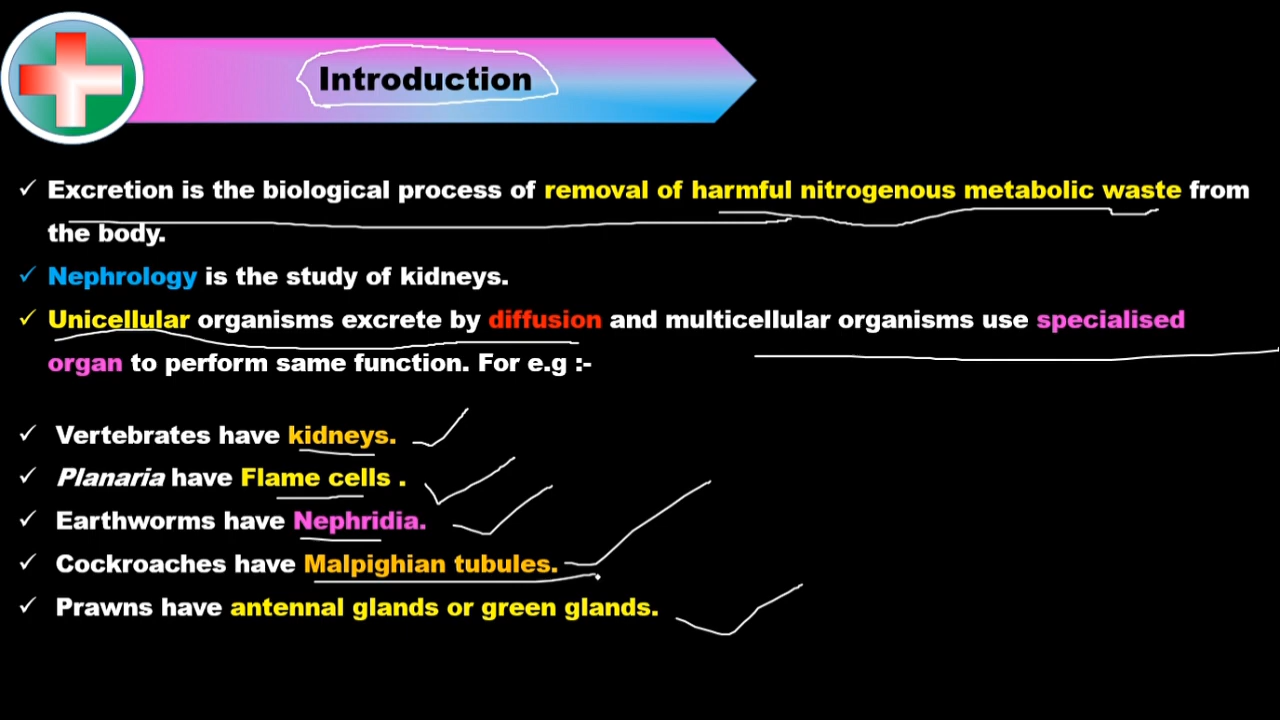 Introduction
✓ Excretion is the biological process of removal of harmful nitrogenous metabolic waste from
the body.
✓ Nephrology is the study of kidneys.
✓ Unicellular organisms excrete by diffusion and multicellular organisms use specialised
organ to perform same function. For e.g :-
✓ Vertebrates have kidneys.
✓ Planaria have Flame cells .
✓ Earthworms have Nephridia.
✓ Cockroaches have Malpighian tubules.
✓ Prawns have antennal glands or green glands.